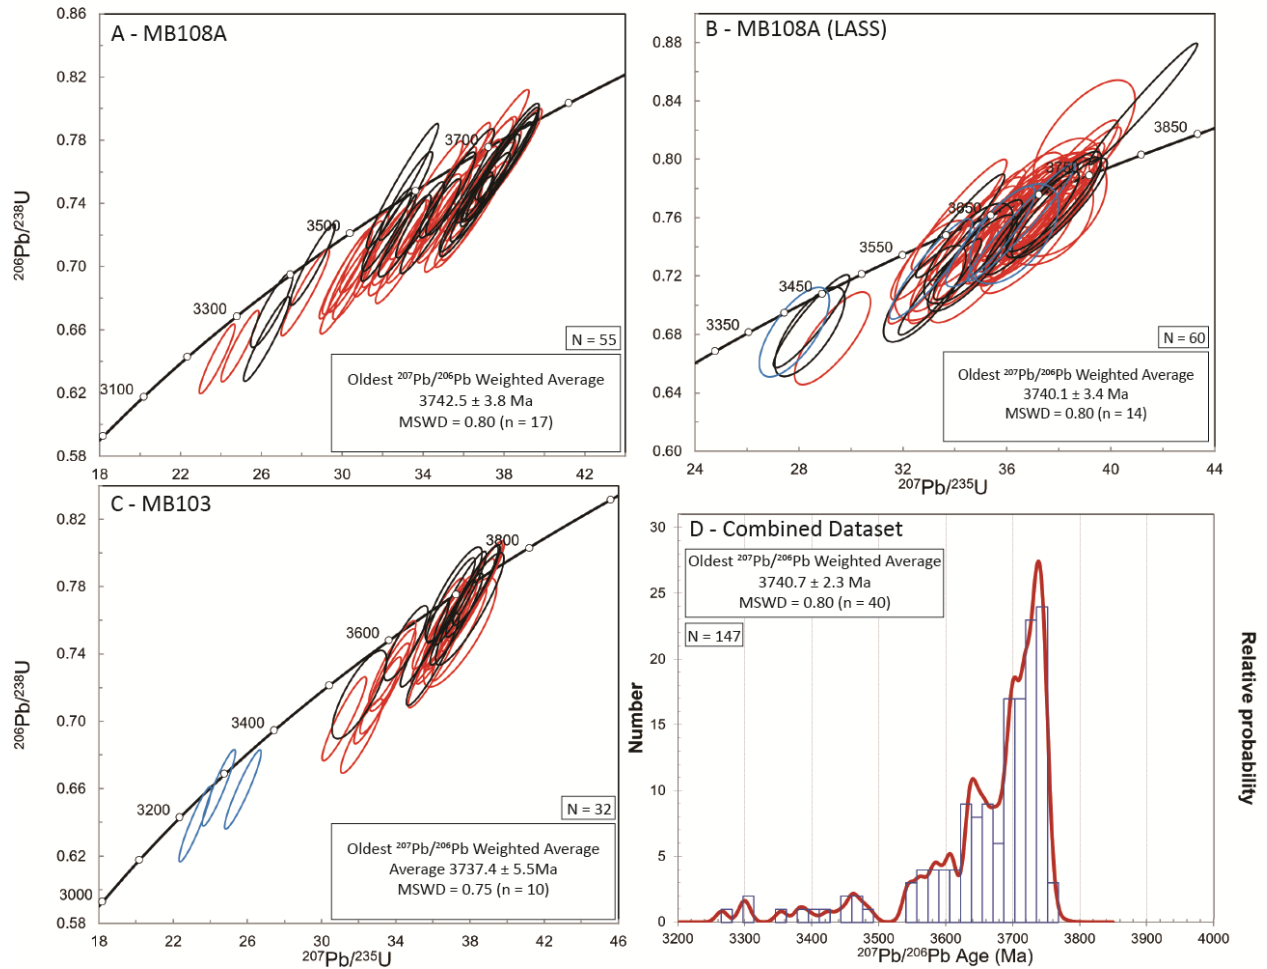 A - MB108A
0.86
0.82
0.78
0.74
0.70
0.66
0.62
0.58
²⁰⁶Pb/²³⁸U
3700
3500
3300
3100
N = 55
Oldest ²⁰⁷Pb/²⁰⁶Pb Weighted Average
3742.5 ± 3.8 Ma
MSWD = 0.80 (n = 17)
18 22 26 30 34 38 42
B - MB108A (LASS)
0.88
0.84
0.80
0.76
0.72
0.68
0.64
0.60
3850
3750
3650
3550
3450
3350
N = 60
Oldest ²⁰⁷Pb/²⁰⁶Pb Weighted Average
3740.1 ± 3.4 Ma
MSWD = 0.80 (n = 14)
24 28 32 36 40 44
²⁰⁷Pb/²³⁵U
C - MB103
0.82
0.78
0.74
0.70
0.66
0.62
0.58
²⁰⁶Pb/²³⁸U
3800
3600
3400
3200
3000
N = 32
Oldest ²⁰⁷Pb/²⁰⁶Pb Weighted Average
Average 3737.4 ± 5.5Ma
MSWD = 0.75 (n = 10)
18 22 26 30 34 38 42 46
²⁰⁷Pb/²³⁵U
D - Combined Dataset
Oldest ²⁰⁷Pb/²⁰⁶Pb Weighted Average
3740.7 ± 2.3 Ma
MSWD = 0.80 (n = 40)
N = 147
30
25
20
15
10
5
0
Number
Relative probability
3200 3300 3400 3500 3600 3700 3800 3900 4000
²⁰⁷Pb/²⁰⁶Pb Age (Ma)